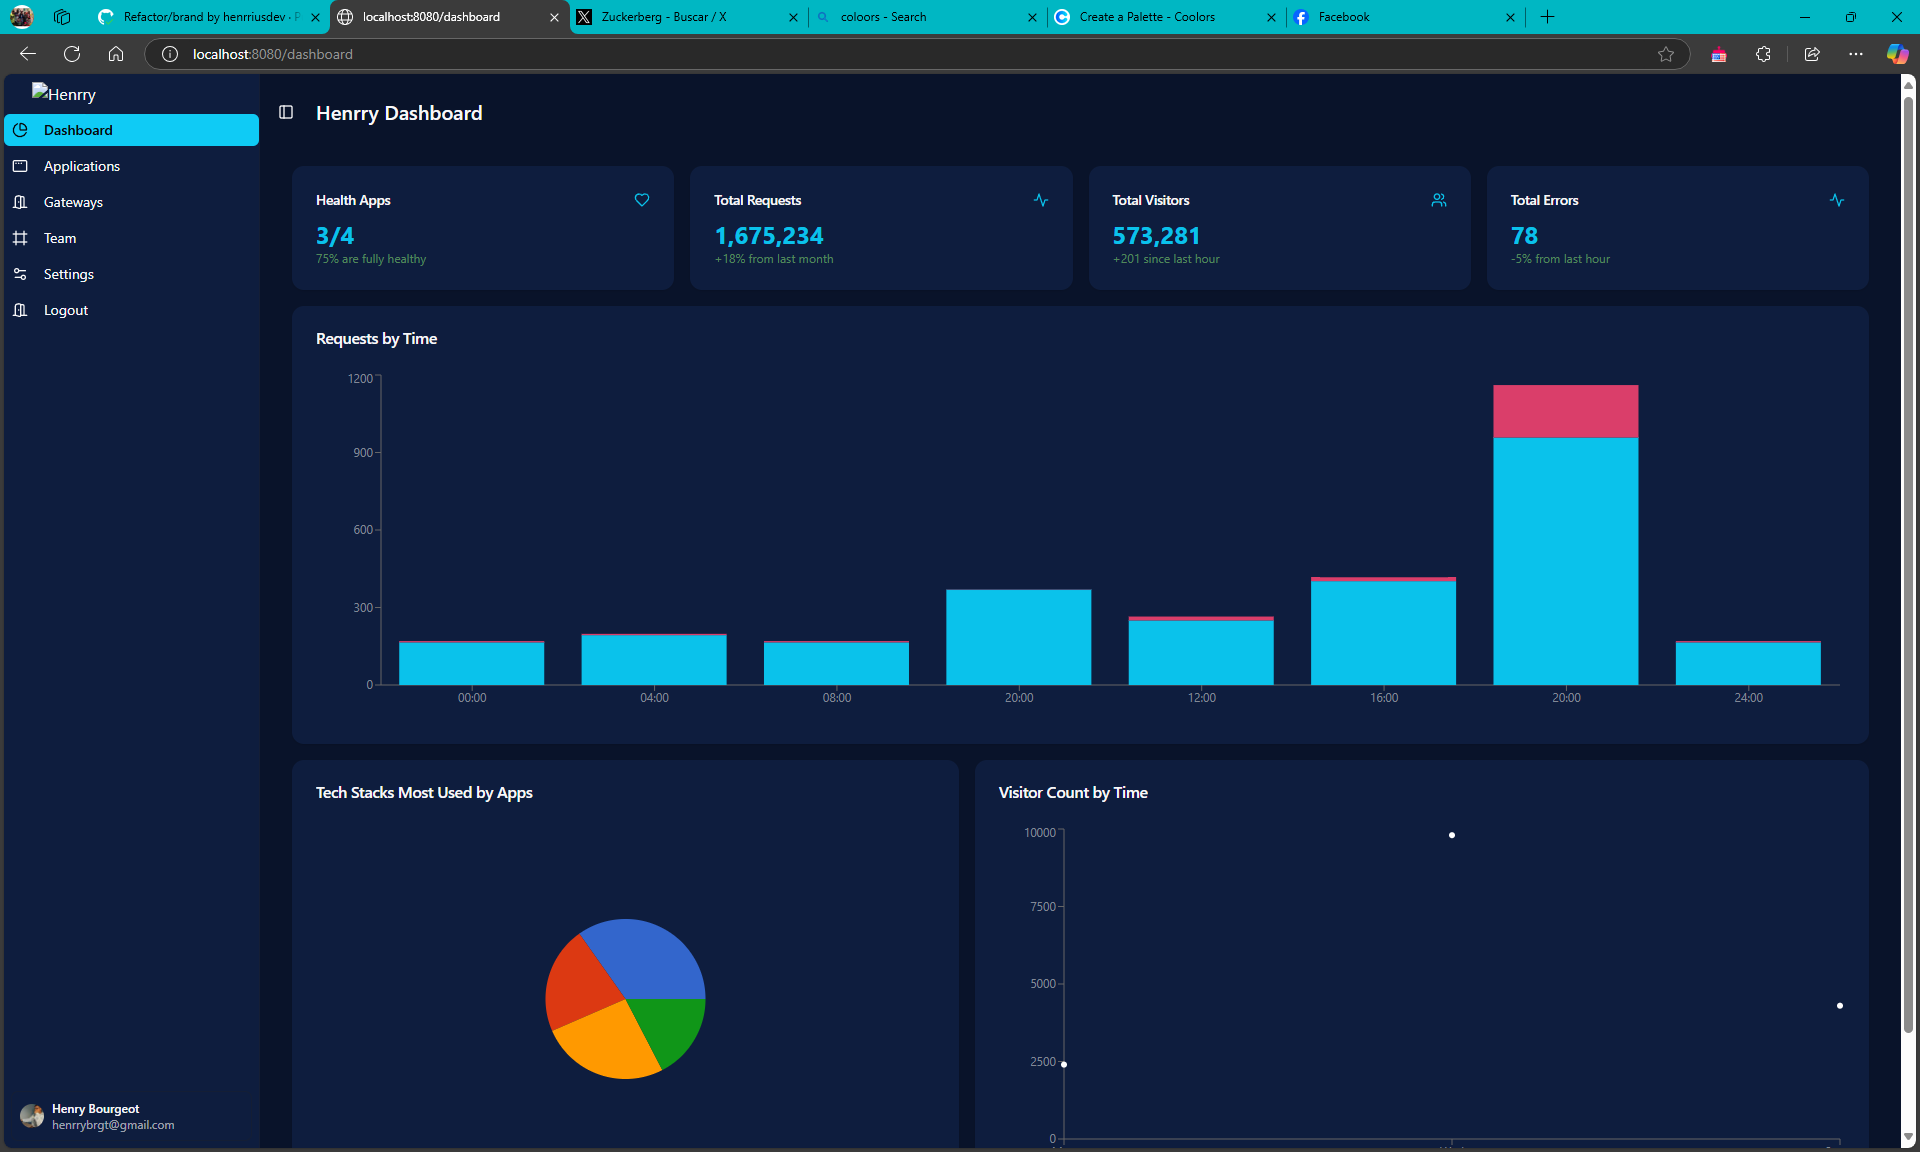 Refactor/brand by henrriusdev · P
localhost:8080/dashboard
Zuckerberg - Buscar / X
coloors - Search
Create a Palette - Coolors
Facebook
localhost:8080/dashboard
Henrry
Dashboard
Applications
Gateways
Team
Settings
Logout
Henry Bourgeot
henrrybrgt@gmail.com
Henrry Dashboard
Health Apps
3/4
75% are fully healthy
Total Requests
1,675,234
+18% from last month
Total Visitors
573,281
+201 since last hour
Total Errors
78
-5% from last hour
Requests by Time
1200
900
600
300
0
00:00 04:00 08:00 20:00 12:00 16:00 20:00 24:00
Tech Stacks Most Used by Apps
Visitor Count by Time
10000
7500
5000
2500
0